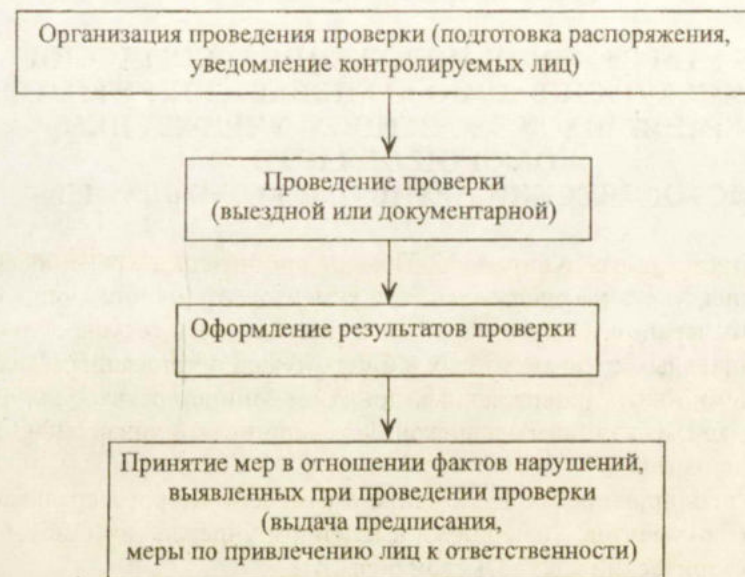 Организация проведения проверки (подготовка распоряжения,
уведомление контролируемых лиц)
Проведение проверки
(выездной или документарной)
Оформление результатов проверки
Принятие мер в отношении фактов нарушений,
выявленных при проведении проверки
(выдача предписания,
меры по привлечению лиц к ответственности)